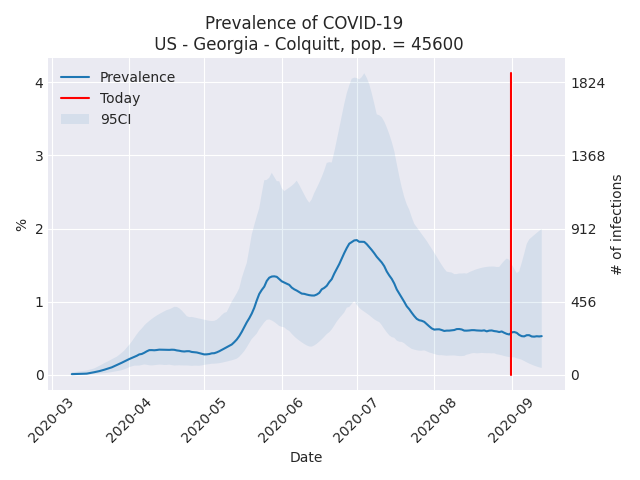 Prevalence of COVID-19
US - Georgia - Colquitt, pop. = 45600
Prevalence
Today
95CI
4
3
2
1
0
%
1824
1368
912
456
0
# of infections
2020-03
2020-04
2020-05
2020-06
2020-07
2020-08
2020-09
Date